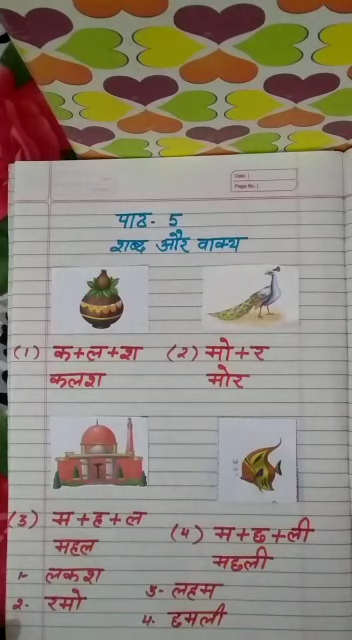 Date |
Page No. |
पाठ- 5
शब्द और वाक्य
(1) क+ल+श
कलश
(2) मो+र
मोर
(3) म+ह+ल
महल
(4) म+छ+ली
मछली
1- लकश
2- रमो
3- लहम
4- छमली